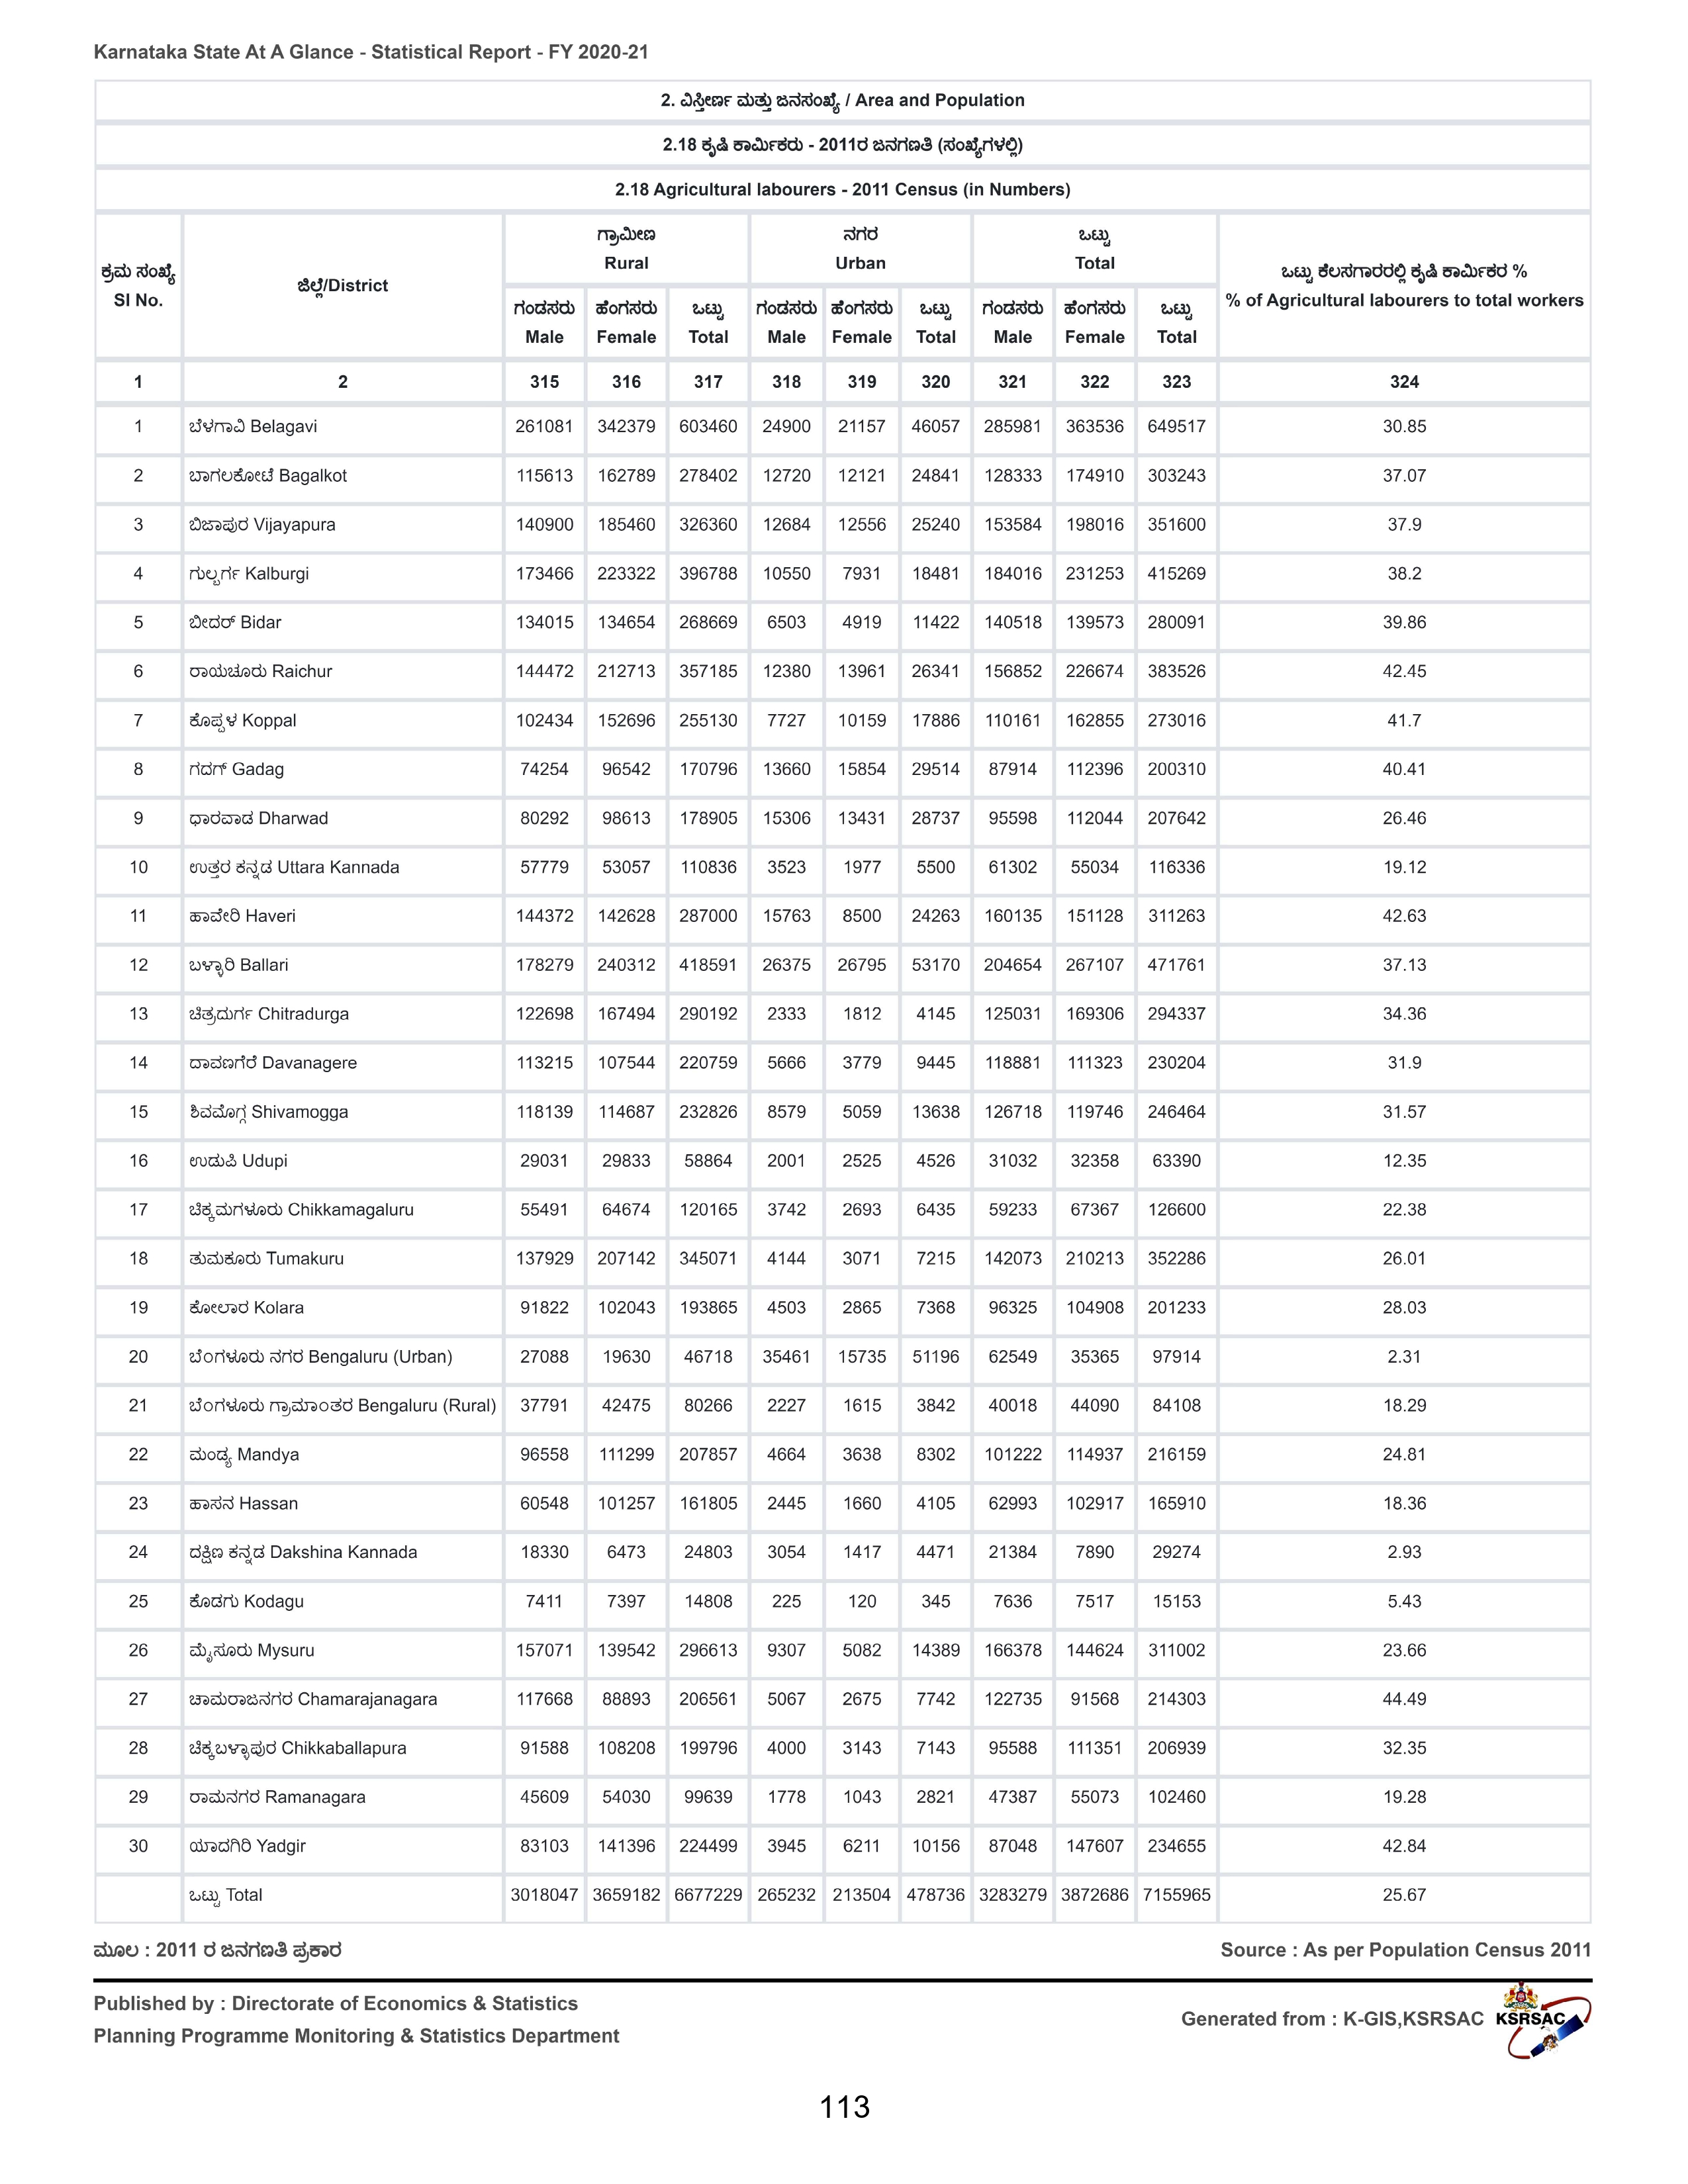 Karnataka State At A Glance - Statistical Report - FY 2020-21
2. ವಿಸ್ತೀರ್ಣ ಮತ್ತು ಜನಸಂಖ್ಯೆ / Area and Population
2.18 ಕೃಷಿ ಕಾರ್ಮಿಕರು - 2011ರ ಜನಗಣತಿ (ಸಂಖ್ಯೆಗಳಲ್ಲಿ)
2.18 Agricultural labourers - 2011 Census (in Numbers)
ಕ್ರಮ ಸಂಖ್ಯೆ SI No. ಜಿಲ್ಲೆ/District ಗ್ರಾಮೀಣ Rural ನಗರ Urban ಒಟ್ಟು Total ಒಟ್ಟು ಕೆಲಸಗಾರರಲ್ಲಿ ಕೃಷಿ ಕಾರ್ಮಿಕರ % % of Agricultural labourers to total workers
ಗಂಡಸರು ಹೆಂಗಸರು ಒಟ್ಟು ಗಂಡಸರು ಹೆಂಗಸರು ಒಟ್ಟು ಗಂಡಸರು ಹೆಂಗಸರು ಒಟ್ಟು
Male Female Total Male Female Total Male Female Total
1 2 315 316 317 318 319 320 321 322 323 324
1 ಬೆಳಗಾವಿ Belagavi 261081 342379 603460 24900 21157 46057 285981 363536 649517 30.85
2 ಬಾಗಲಕೋಟೆ Bagalkot 115613 162789 278402 12720 12121 24841 128333 174910 303243 37.07
3 ಬಿಜಾಪುರ Vijayapura 140900 185460 326360 12684 12556 25240 153584 198016 351600 37.9
4 ಗುಲ್ಬರ್ಗ Kalburgi 173466 223322 396788 10550 7931 18481 184016 231253 415269 38.2
5 ಬೀದರ್ Bidar 134015 134654 268669 6503 4919 11422 140518 139573 280091 39.86
6 ರಾಯಚೂರು Raichur 144472 212713 357185 12380 13961 26341 156852 226674 383526 42.45
7 ಕೊಪ್ಪಳ Koppal 102434 152696 255130 7727 10159 17886 110161 162855 273016 41.7
8 ಗದಗ್ Gadag 74254 96542 170796 13660 15854 29514 87914 112396 200310 40.41
9 ಧಾರವಾಡ Dharwad 80292 98613 178905 15306 13431 28737 95598 112044 207642 26.46
10 ಉತ್ತರ ಕನ್ನಡ Uttara Kannada 57779 53057 110836 3523 1977 5500 61302 55034 116336 19.12
11 ಹಾವೇರಿ Haveri 144372 142628 287000 15763 8500 24263 160135 151128 311263 42.63
12 ಬಳ್ಳಾರಿ Ballari 178279 240312 418591 26375 26795 53170 204654 267107 471761 37.13
13 ಚಿತ್ರದುರ್ಗ Chitradurga 122698 167494 290192 2333 1812 4145 125031 169306 294337 34.36
14 ದಾವಣಗೆರೆ Davanagere 113215 107544 220759 5666 3779 9445 118881 111323 230204 31.9
15 ಶಿವಮೊಗ್ಗ Shivamogga 118139 114687 232826 8579 5059 13638 126718 119746 246464 31.57
16 ಉಡುಪಿ Udupi 29031 29833 58864 2001 2525 4526 31032 32358 63390 12.35
17 ಚಿಕ್ಕಮಗಳೂರು Chikkamagaluru 55491 64674 120165 3742 2693 6435 59233 67367 126600 22.38
18 ತುಮಕೂರು Tumakuru 137929 207142 345071 4144 3071 7215 142073 210213 352286 26.01
19 ಕೋಲಾರ Kolara 91822 102043 193865 4503 2865 7368 96325 104908 201233 28.03
20 ಬೆಂಗಳೂರು ನಗರ Bengaluru (Urban) 27088 19630 46718 35461 15735 51196 62549 35365 97914 2.31
21 ಬೆಂಗಳೂರು ಗ್ರಾಮಾಂತರ Bengaluru (Rural) 37791 42475 80266 2227 1615 3842 40018 44090 84108 18.29
22 ಮಂಡ್ಯ Mandya 96558 111299 207857 4664 3638 8302 101222 114937 216159 24.81
23 ಹಾಸನ Hassan 60548 101257 161805 2445 1660 4105 62993 102917 165910 18.36
24 ದಕ್ಷಿಣ ಕನ್ನಡ Dakshina Kannada 18330 6473 24803 3054 1417 4471 21384 7890 29274 2.93
25 ಕೊಡಗು Kodagu 7411 7397 14808 225 120 345 7636 7517 15153 5.43
26 ಮೈಸೂರು Mysuru 157071 139542 296613 9307 5082 14389 166378 144624 311002 23.66
27 ಚಾಮರಾಜನಗರ Chamarajanagara 117668 88893 206561 5067 2675 7742 122735 91568 214303 44.49
28 ಚಿಕ್ಕಬಳ್ಳಾಪುರ Chikkaballapura 91588 108208 199796 4000 3143 7143 95588 111351 206939 32.35
29 ರಾಮನಗರ Ramanagara 45609 54030 99639 1778 1043 2821 47387 55073 102460 19.28
30 ಯಾದಗಿರಿ Yadgir 83103 141396 224499 3945 6211 10156 87048 147607 234655 42.84
ಒಟ್ಟು Total 3018047 3659182 6677229 265232 213504 478736 3283279 3872686 7155965 25.67
ಮೂಲ : 2011 ರ ಜನಗಣತಿ ಪ್ರಕಾರ Source : As per Population Census 2011
Published by : Directorate of Economics & Statistics
Planning Programme Monitoring & Statistics Department
Generated from : K-GIS,KSRSAC KSRSAC
113